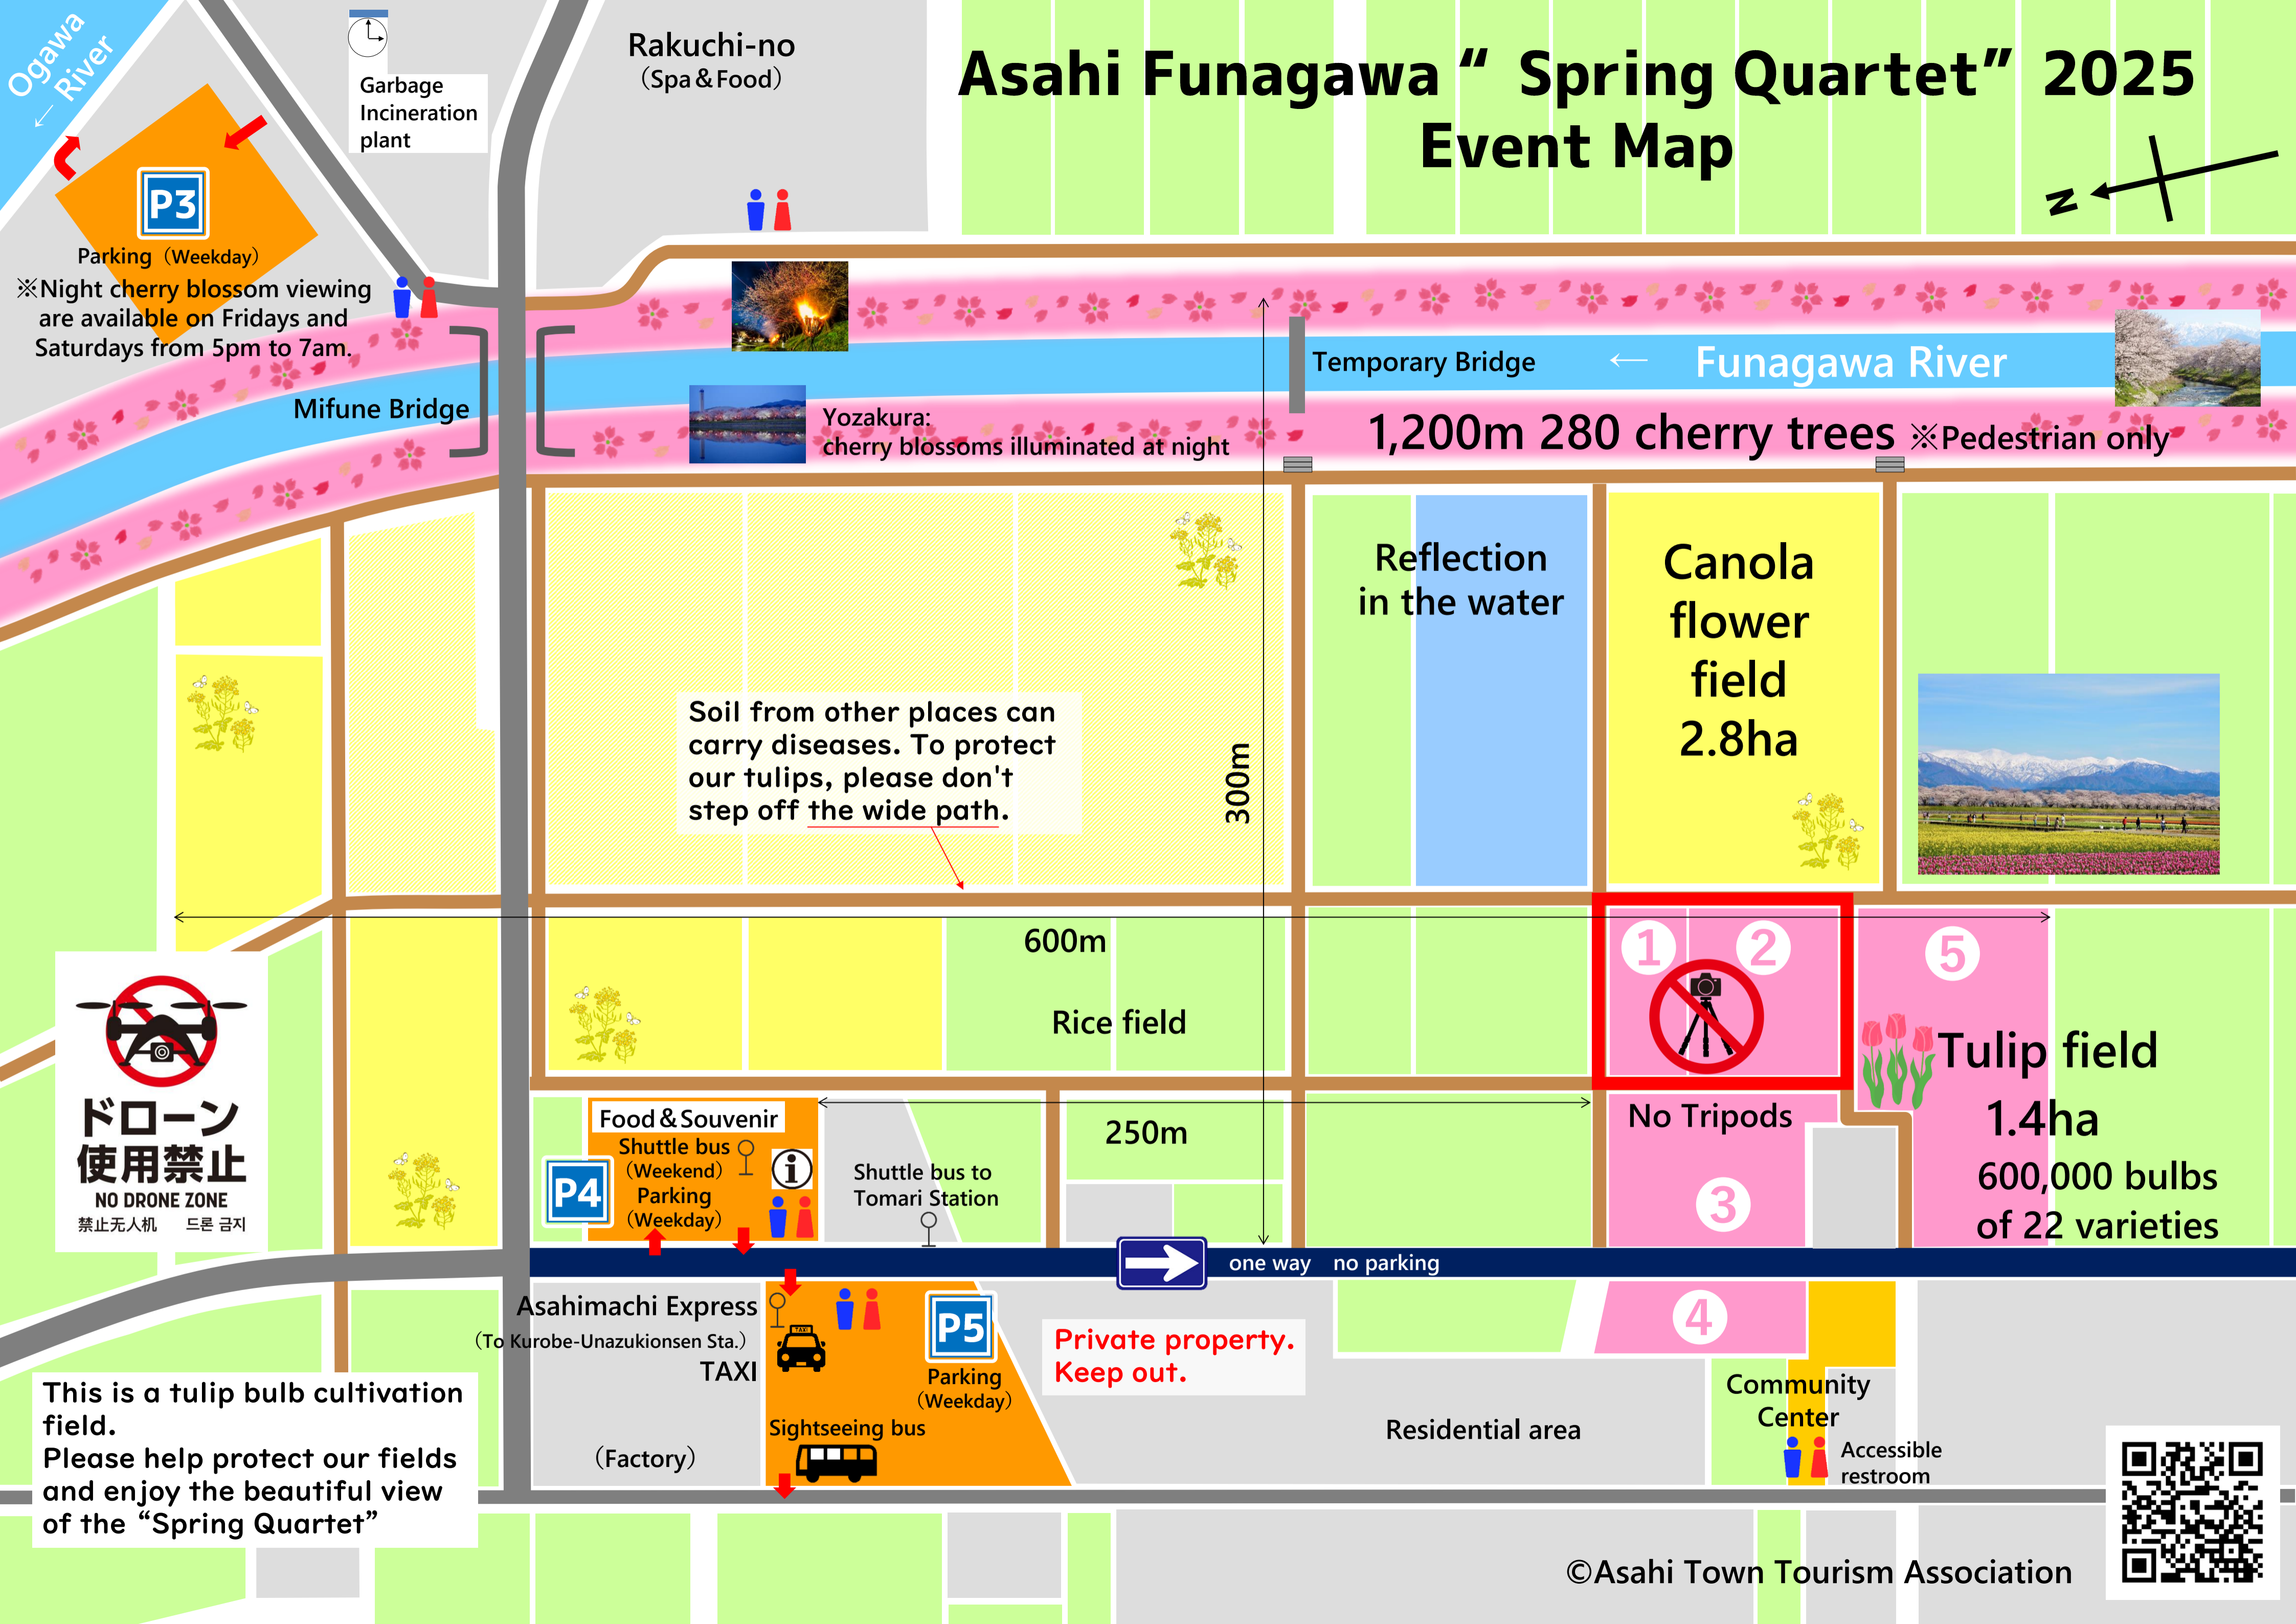 Asahi Funagawa “ Spring Quartet” 2025
Event Map
N
Ogawa
← River
Garbage
Incineration
plant
Rakuchi-no
(Spa&Food)
P3
Parking (Weekday)
※Night cherry blossom viewing
are available on Fridays and
Saturdays from 5pm to 7am.
Mifune Bridge
Temporary Bridge
← Funagawa River
Yozakura:
cherry blossoms illuminated at night
1,200m 280 cherry trees ※Pedestrian only
Reflection
in the water
Canola
flower
field
2.8ha
Soil from other places can
carry diseases. To protect
our tulips, please don't
step off the wide path.
300m
600m
Rice field
1
2
5
Tulip field
1.4ha
600,000 bulbs
of 22 varieties
No Tripods
3
4
ドローン
使用禁止
NO DRONE ZONE
禁止无人机 드론 금지
Food&Souvenir
Shuttle bus
(Weekend)
Parking
(Weekday)
P4
i
Shuttle bus to
Tomari Station
250m
one way no parking
Asahimachi Express
(To Kurobe-Unazukionsen Sta.)
TAXI
TAXI
P5
Parking
(Weekday)
Sightseeing bus
(Factory)
Private property.
Keep out.
Residential area
Community
Center
Accessible
restroom
This is a tulip bulb cultivation
field.
Please help protect our fields
and enjoy the beautiful view
of the “Spring Quartet”
©Asahi Town Tourism Association